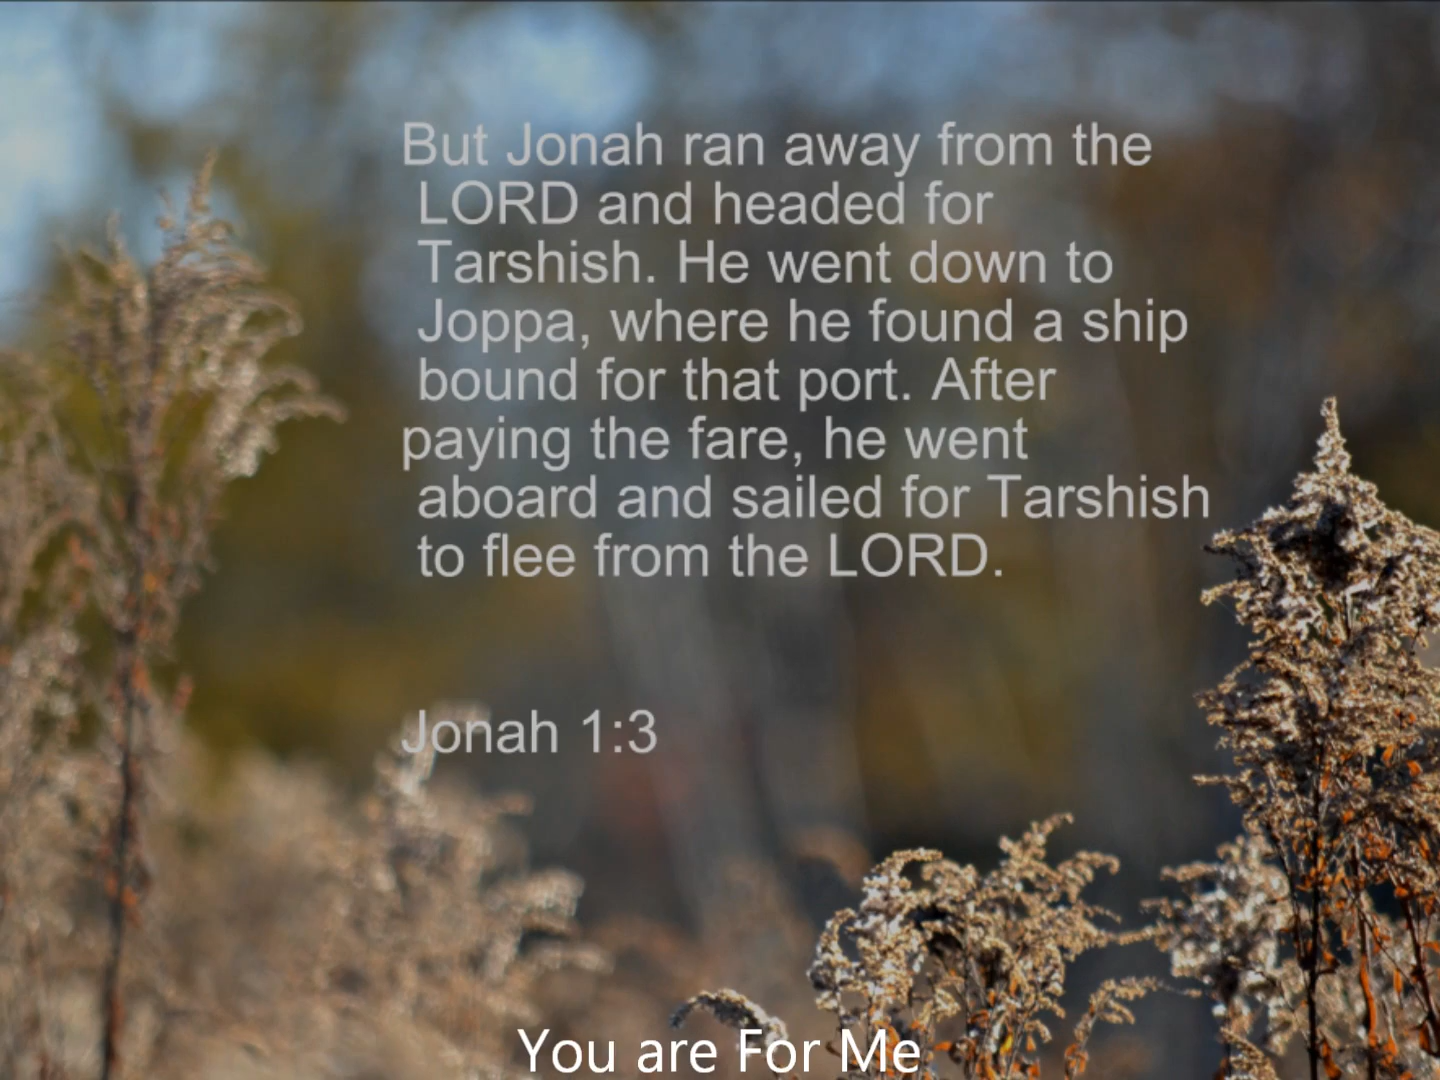 But Jonah ran away from the
LORD and headed for
Tarshish. He went down to
Joppa, where he found a ship
bound for that port. After
paying the fare, he went
aboard and sailed for Tarshish
to flee from the LORD.
Jonah 1:3
You are For Me